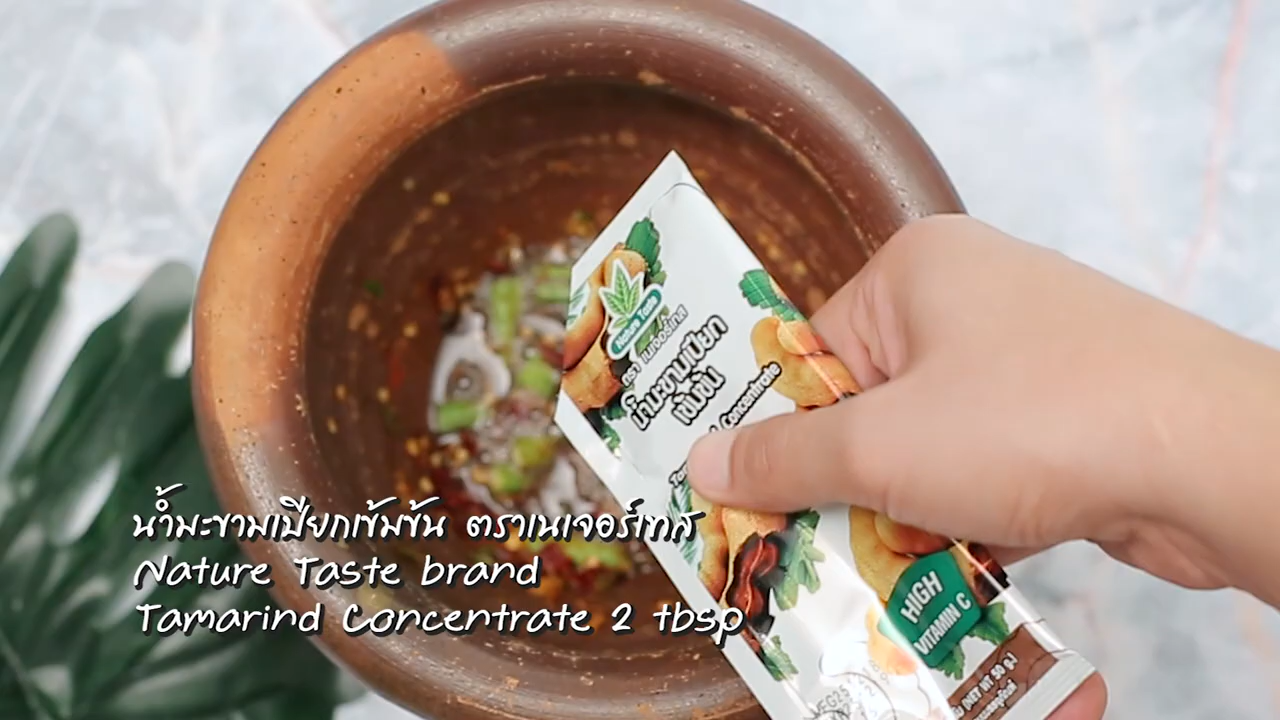 Nature Taste
ตรา เนเจอร์เทส
น้ำมะขามเปียก
เข้มข้น
Concentrate
HIGH
VITAMIN C
น้ำมะขามเปียกเข้มข้น ตราเนเจอร์เทส
Nature Taste brand
Tamarind Concentrate 2 tbsp